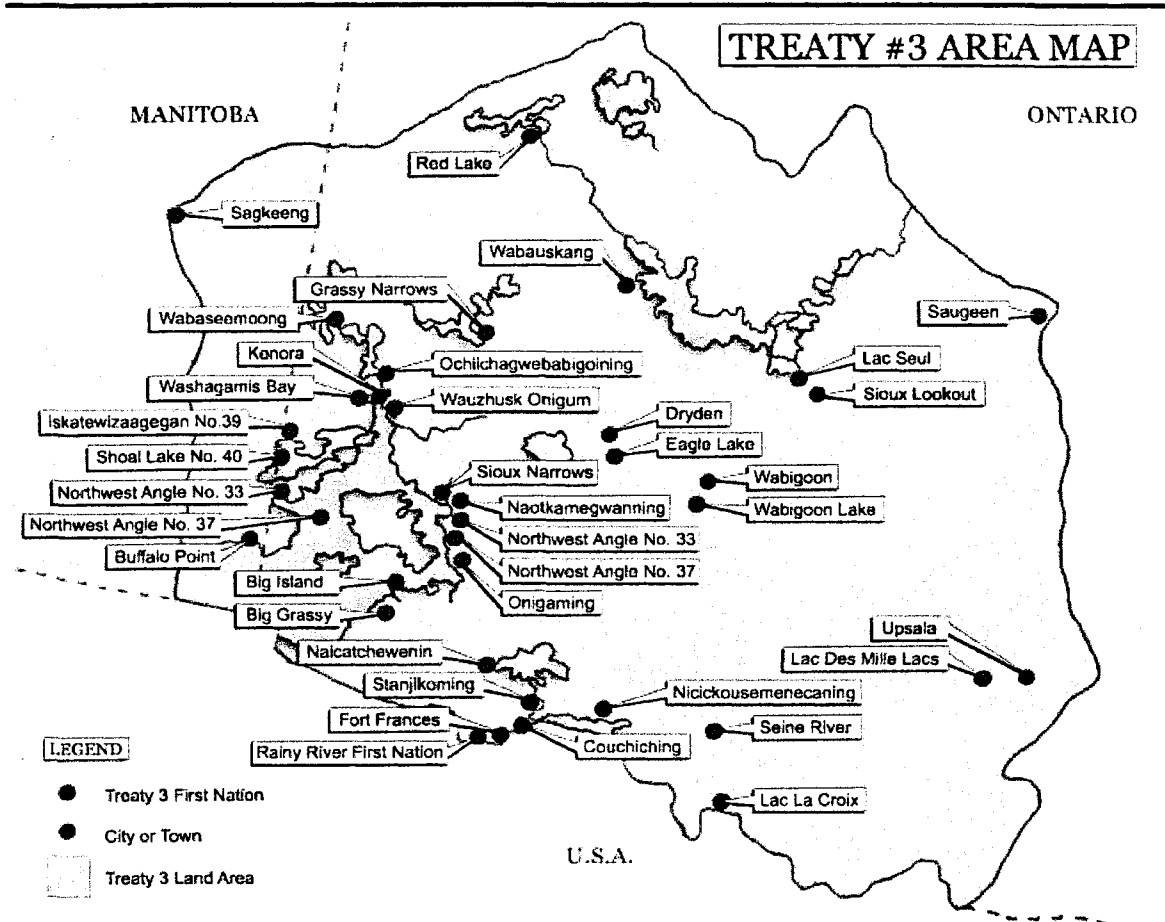 TREATY #3 AREA MAP
MANITOBA
ONTARIO
Red Lake
Sagkeeng
Wabauskang
Grassy Narrows
Wabaseemoong
Saugeen
Kenora
Ochiichagwebabigoining
Lac Seul
Washagamis Bay
Wauzhusk Onigum
Sioux Lookout
Iskatewizaagegan No.39
Dryden
Shoal Lake No. 40
Eagle Lake
Sioux Narrows
Northwest Angle No. 33
Wabigoon
Naotkamegwanning
Wabigoon Lake
Northwest Angle No. 37
Northwest Angle No. 33
Buffalo Point
Northwest Angle No. 37
Big Island
Onigaming
Big Grassy
Upsala
Naicatchewenin
Lac Des Mille Lacs
Stanjikoming
Nicickousemenecaning
Fort Frances
Seine River
Rainy River First Nation
Couchiching
LEGEND
Treaty 3 First Nation
Lac La Croix
City or Town
U.S.A.
Treaty 3 Land Area